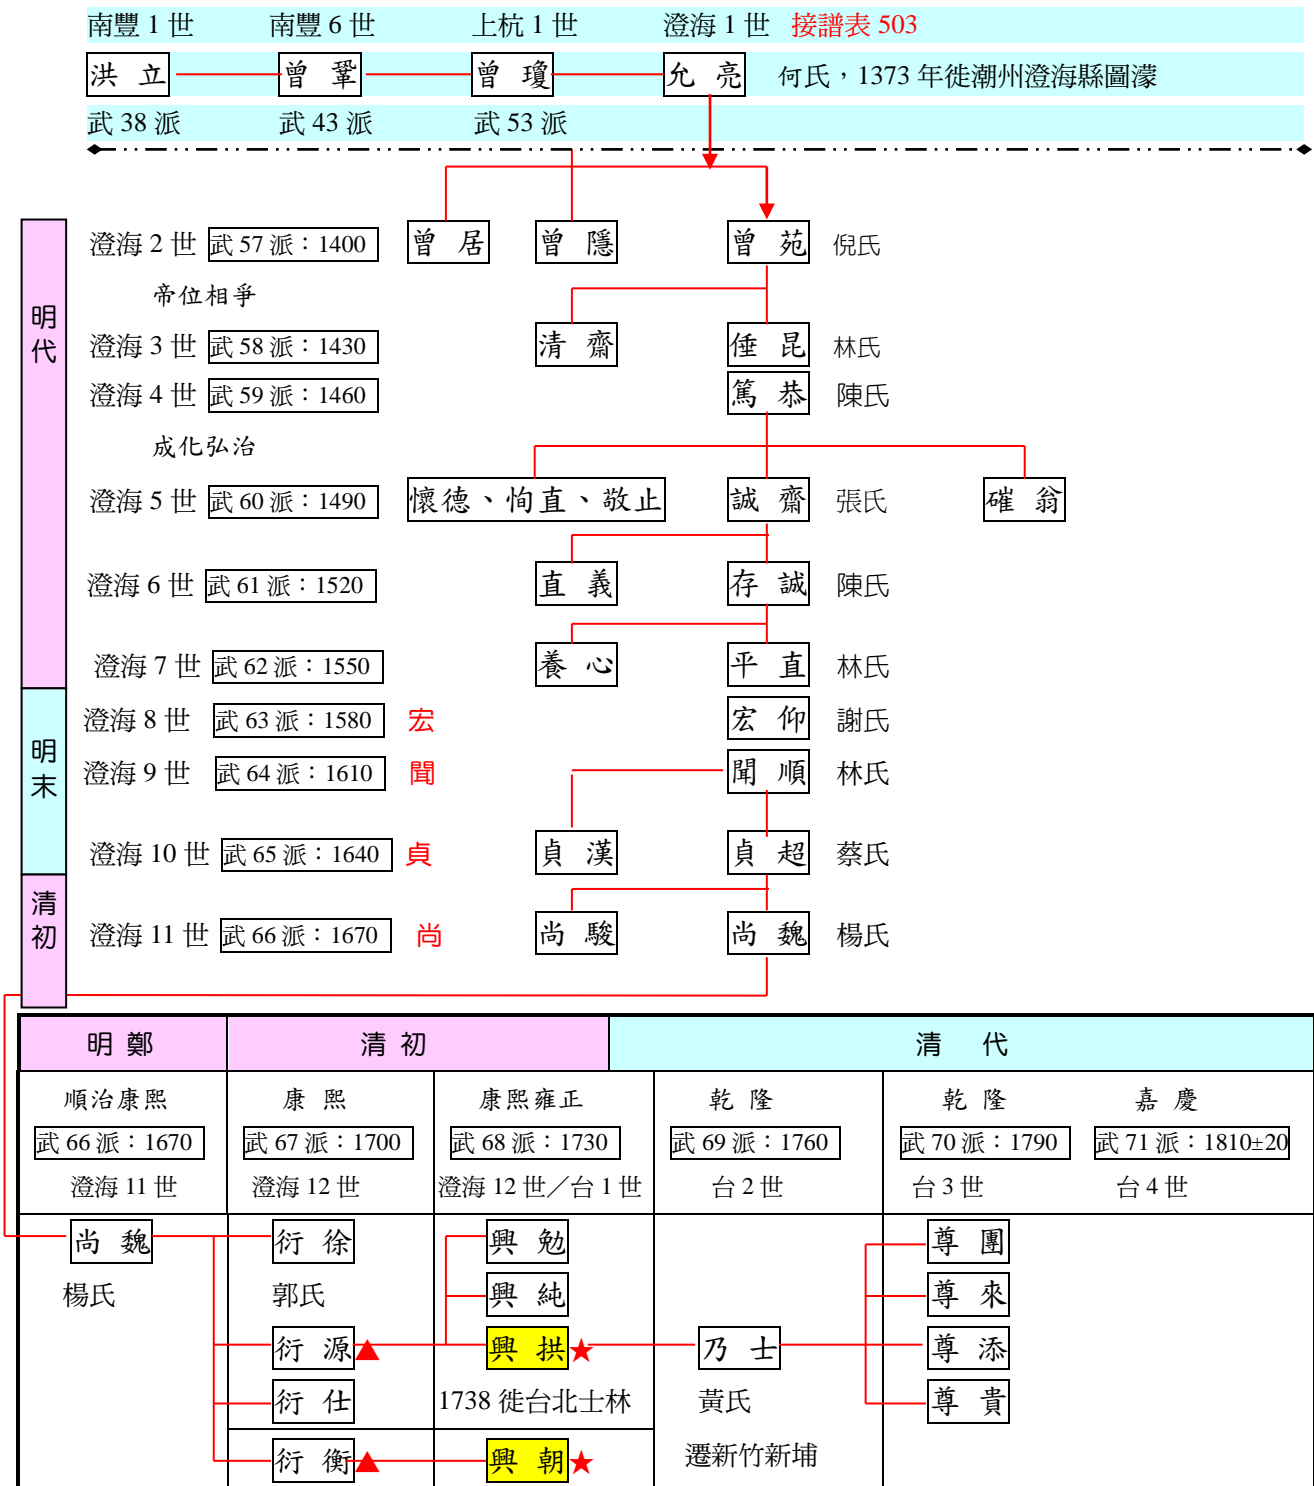 南豐 1 世 南豐 6 世 上杭 1 世 澄海 1 世 接譜表 503
洪 立 曾 鞏 曾 瓊 允 亮 何氏，1373 年徙潮州澄海縣圖濠
武 38 派 武 43 派 武 53 派
澄海 2 世 武 57 派：1400 曾 居 曾 隱 曾 苑 倪氏
帝位相爭
明代
澄海 3 世 武 58 派：1430 清 齋 倕 昆 林氏
澄海 4 世 武 59 派：1460 篤 恭 陳氏
成化弘治
澄海 5 世 武 60 派：1490 懷德、恂直、敬止 誠 齋 張氏 確 翁
澄海 6 世 武 61 派：1520 直 義 存 誠 陳氏
澄海 7 世 武 62 派：1550 養 心 平 直 林氏
澄海 8 世 武 63 派：1580 宏 宏 仰 謝氏
明末
澄海 9 世 武 64 派：1610 聞 聞 順 林氏
澄海 10 世 武 65 派：1640 貞 貞 漢 貞 超 蔡氏
清初
澄海 11 世 武 66 派：1670 尚 尚 駿 尚 魏 楊氏
明 鄭 清 初 清 代
順治康熙 康 熙 康熙雍正 乾 隆 乾 隆 嘉 慶
武 66 派：1670 武 67 派：1700 武 68 派：1730 武 69 派：1760 武 70 派：1790 武 71 派：1810±20
澄海 11 世 澄海 12 世 澄海 12 世／台 1 世 台 2 世 台 3 世 台 4 世
尚 魏 衍 徐 興 勉 尊 團
楊氏 郭氏 興 純 尊 來
衍 源▲ 興 拱★ 乃 士 尊 添
衍 仕 1738 徙台北士林 黃氏 尊 貴
衍 衡▲ 興 朝★ 遷新竹新埔